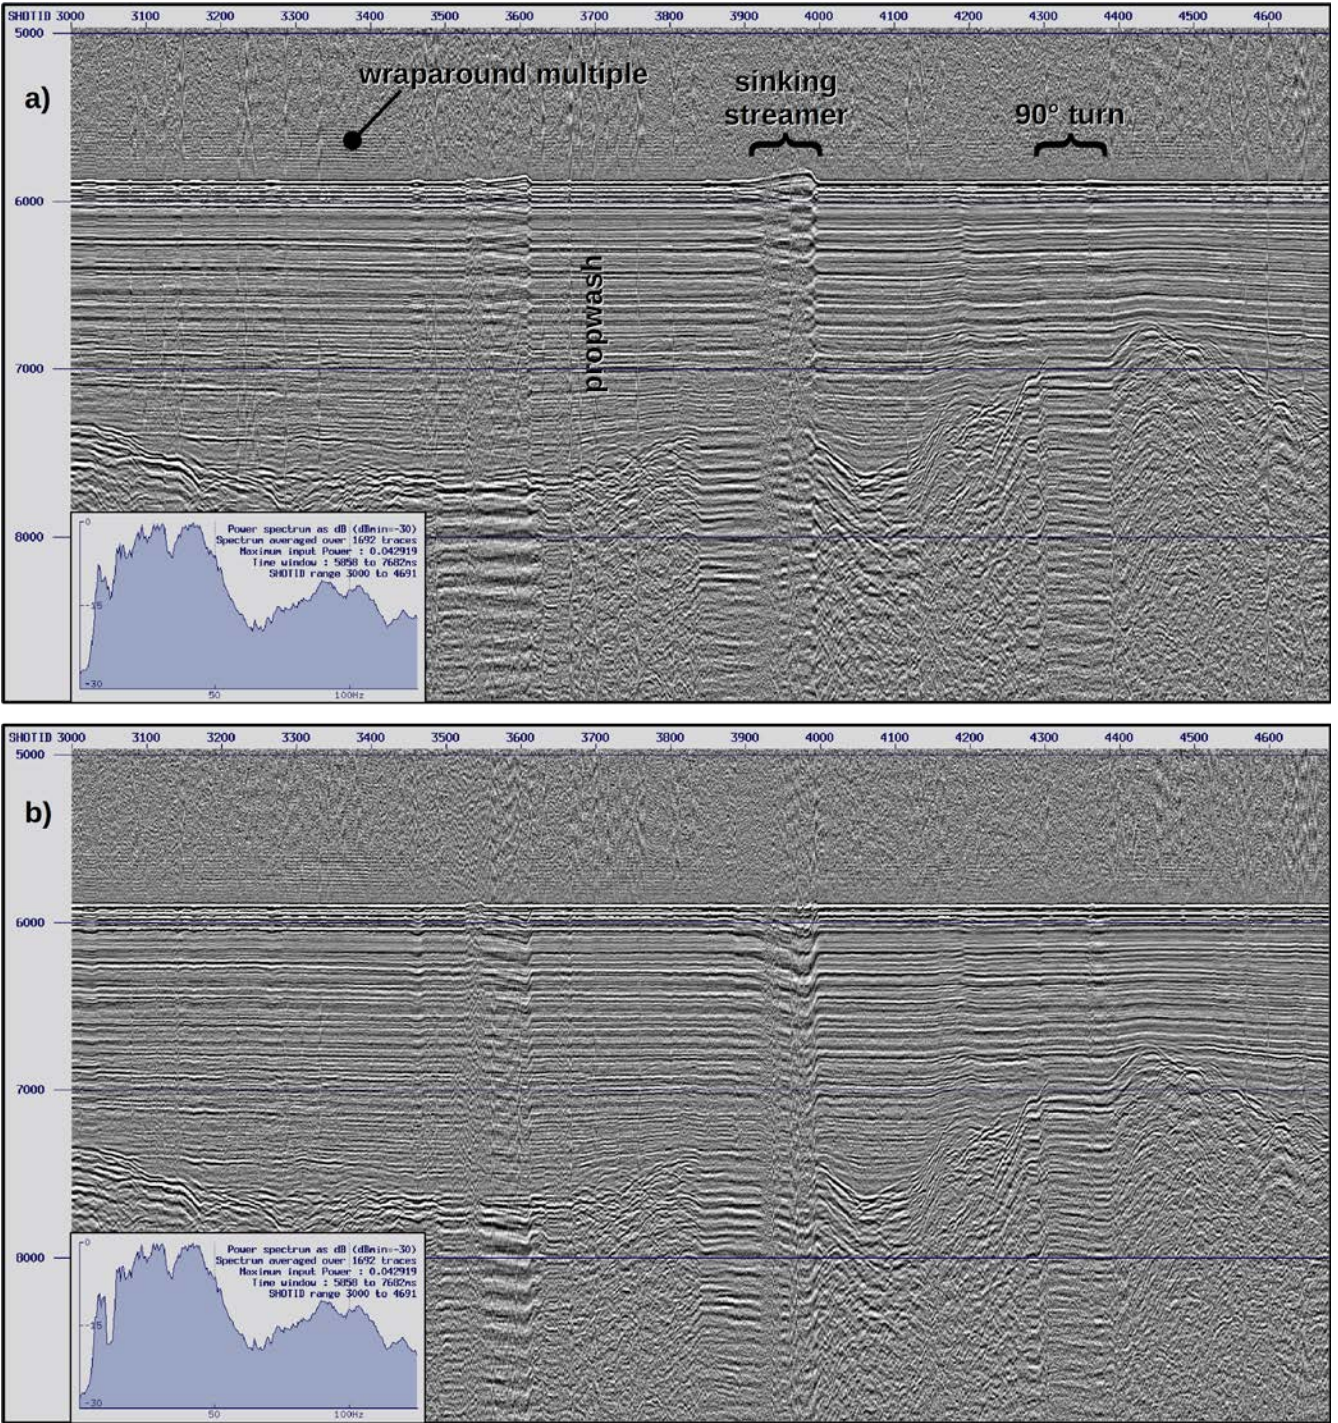 SHOTID 3000 3100 3200 3300 3400 3500 3600 3700 3800 3900 4000 4100 4200 4300 4400 4500 4600
5000
wraparound multiple
sinking
streamer
90° turn
a)
6000
propwash
7000
8000
-0
Power spectrum as dB (dBmin=-30)
Spectrum averaged over 1692 traces
Maximum input Power : 0.042919
Time window : 5858 to 7682ms
SHOTID range 3000 to 4691
-15
-30
50 100Hz
SHOTID 3000 3100 3200 3300 3400 3500 3600 3700 3800 3900 4000 4100 4200 4300 4400 4500 4600
5000
b)
6000
7000
8000
-0
Power spectrum as dB (dBmin=-30)
Spectrum averaged over 1692 traces
Maximum input Power : 0.042919
Time window : 5858 to 7682ms
SHOTID range 3000 to 4691
-15
-30
50 100Hz